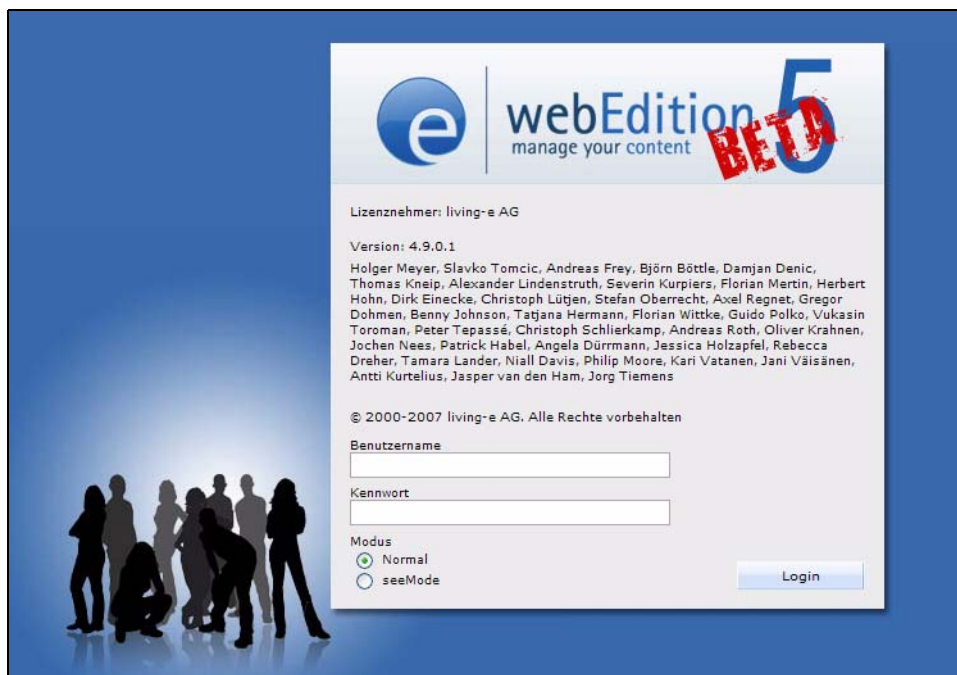 e
webEdition 5
BETA
manage your content
Lizenznehmer: living-e AG
Version: 4.9.0.1
Holger Meyer, Slavko Tomcic, Andreas Frey, Björn Böttle, Damjan Denic,
Thomas Kneip, Alexander Lindenstruth, Severin Kurpiers, Florian Mertin, Herbert
Hohn, Dirk Einecke, Christoph Lütjen, Stefan Oberrecht, Axel Regnet, Gregor
Dohmen, Benny Johnson, Tatjana Hermann, Florian Wittke, Guido Polko, Vukasin
Toroman, Peter Tepassé, Christoph Schlierkamp, Andreas Roth, Oliver Krahnen,
Jochen Nees, Patrick Habel, Angela Dürrmann, Jessica Holzapfel, Rebecca
Dreher, Tamara Lander, Niall Davis, Philip Moore, Kari Vatanen, Jani Väisänen,
Antti Kurtelius, Jasper van den Ham, Jorg Tiemens
© 2000-2007 living-e AG. Alle Rechte vorbehalten
Benutzername
Kennwort
Modus
Normal
seeMode
Login